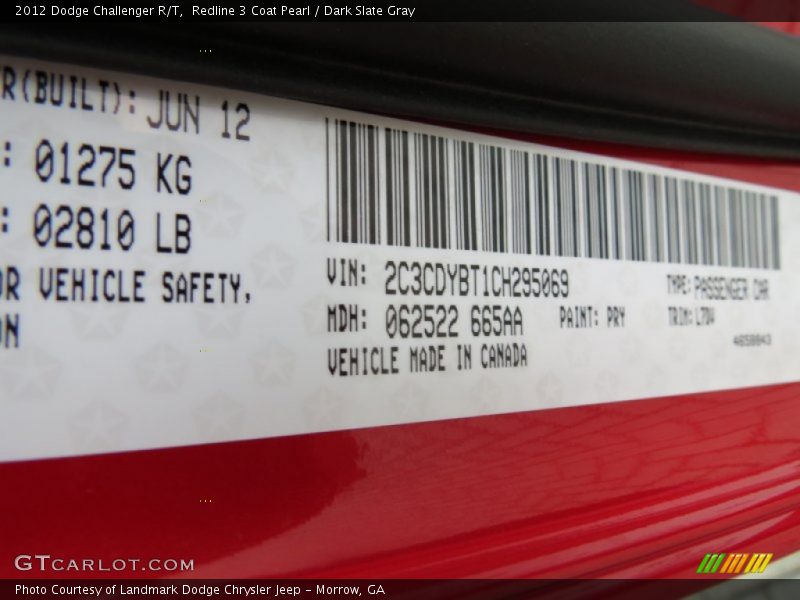 2012 Dodge Challenger R/T,  Redline 3 Coat Pearl / Dark Slate Gray
R(BUILT): JUN 12
: 01275 KG
: 02810 LB
OR VEHICLE SAFETY,
ON
VIN: 2C3CDYBT1CH295069
TYPE: PASSENGER CAR
MDH: 062522 665AA
PAINT: PRY
TRIM: L7D4
VEHICLE MADE IN CANADA
GTCARLOT.COM
Photo Courtesy of Landmark Dodge Chrysler Jeep - Morrow, GA